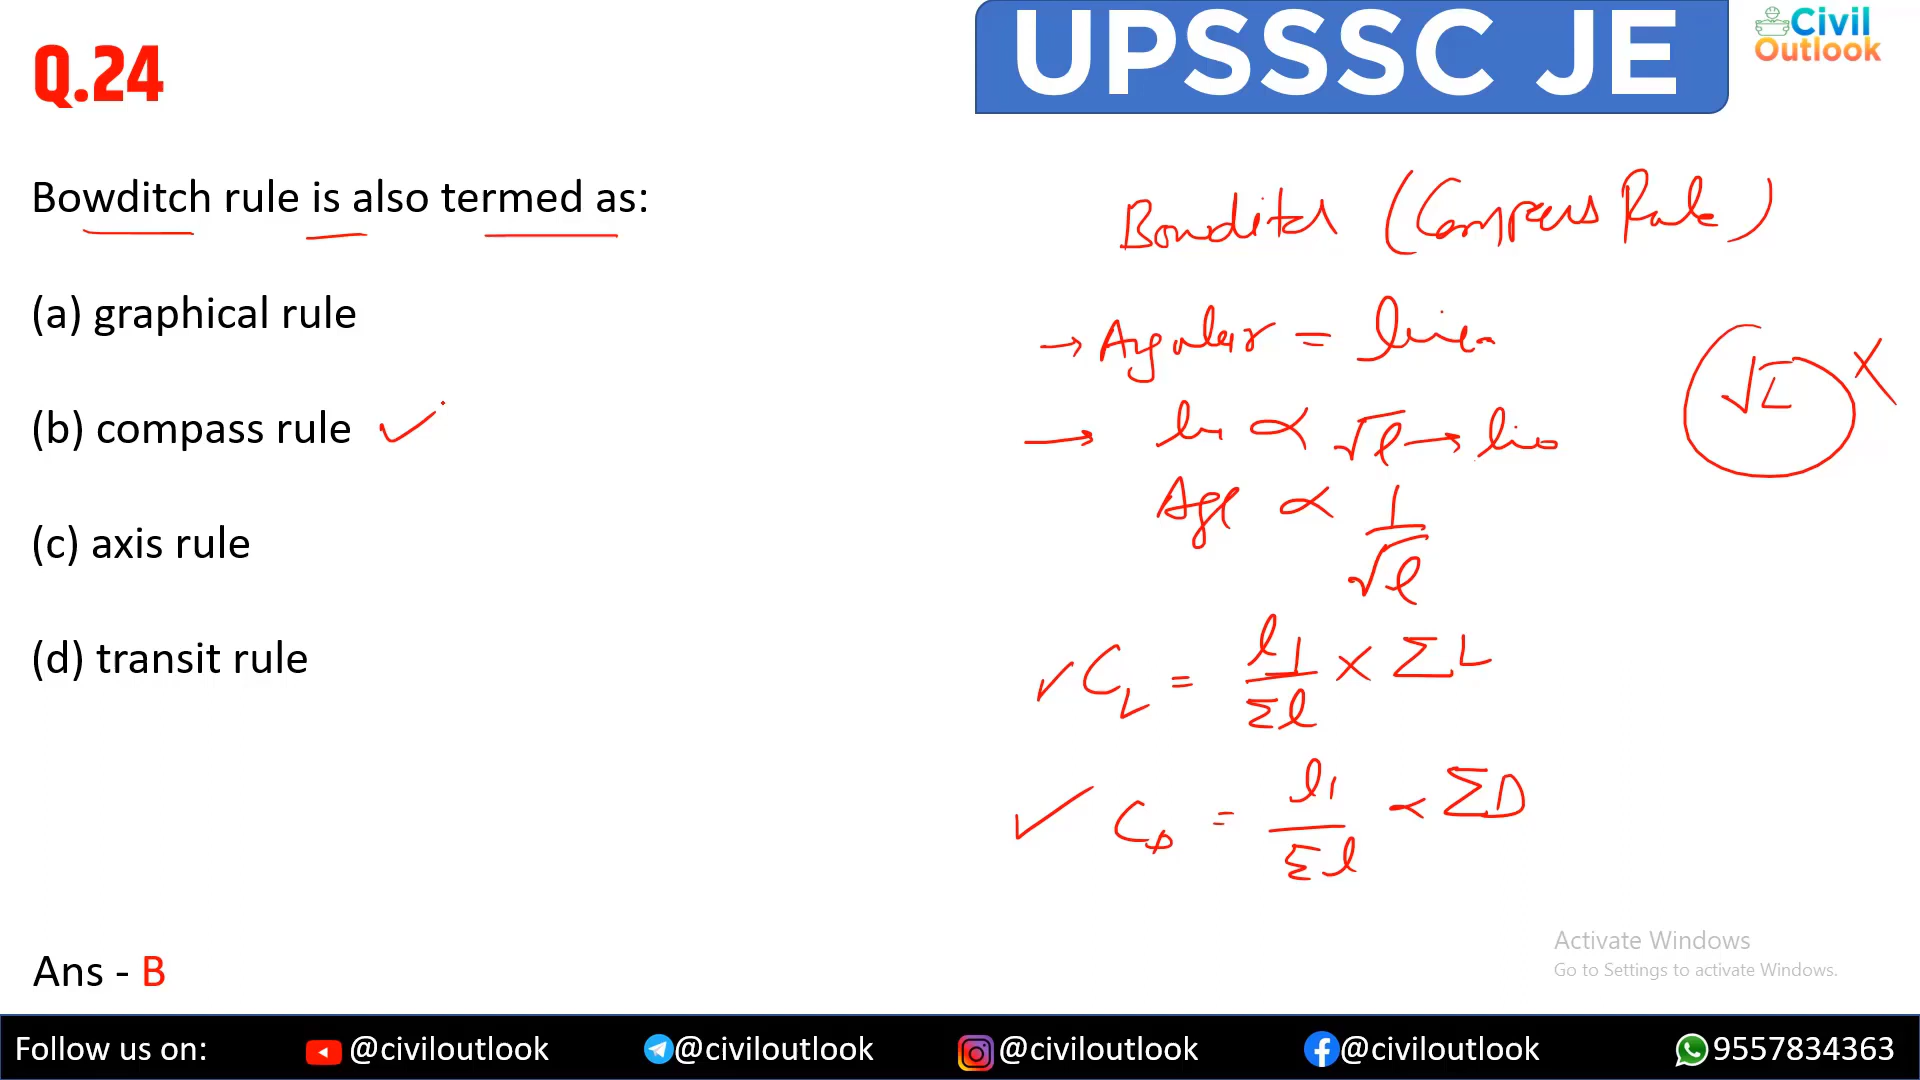 Q.24
UPSSSC JE
Civil
Outlook
Bowditch rule is also termed as:
(a) graphical rule
(b) compass rule ✓
(c) axis rule
(d) transit rule
Ans - B
Bowditch (Compass Rule)
→ Angular = linear
→ ∝ √l →
∝ 1/√l
√L X
✓ C_L = l1/Σl × ΣL
✓ C_D = l1/Σl × ΣD
Activate Windows
Go to Settings to activate Windows.
Follow us on: @civiloutlook @civiloutlook @civiloutlook @civiloutlook 9557834363